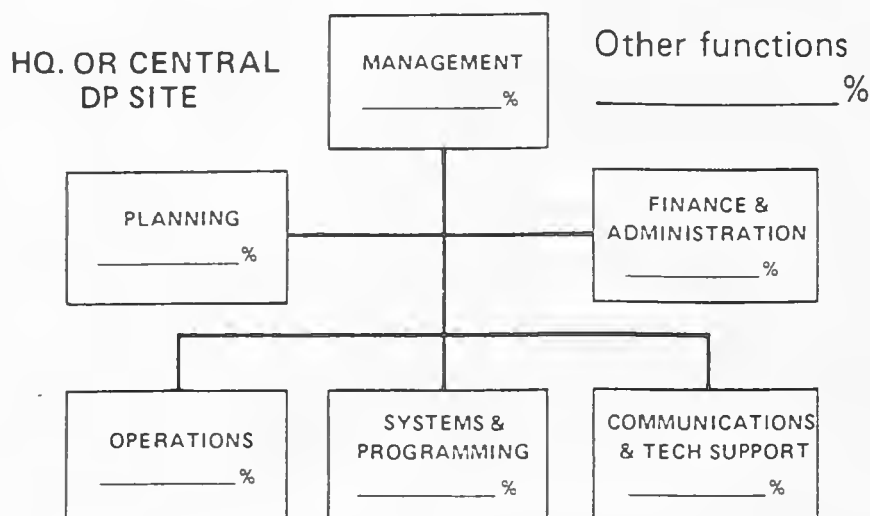 HQ. OR CENTRAL
DP SITE
MANAGEMENT
%
Other functions
%
PLANNING
%
FINANCE &
ADMINISTRATION
%
OPERATIONS
%
SYSTEMS &
PROGRAMMING
%
COMMUNICATIONS
& TECH SUPPORT
%